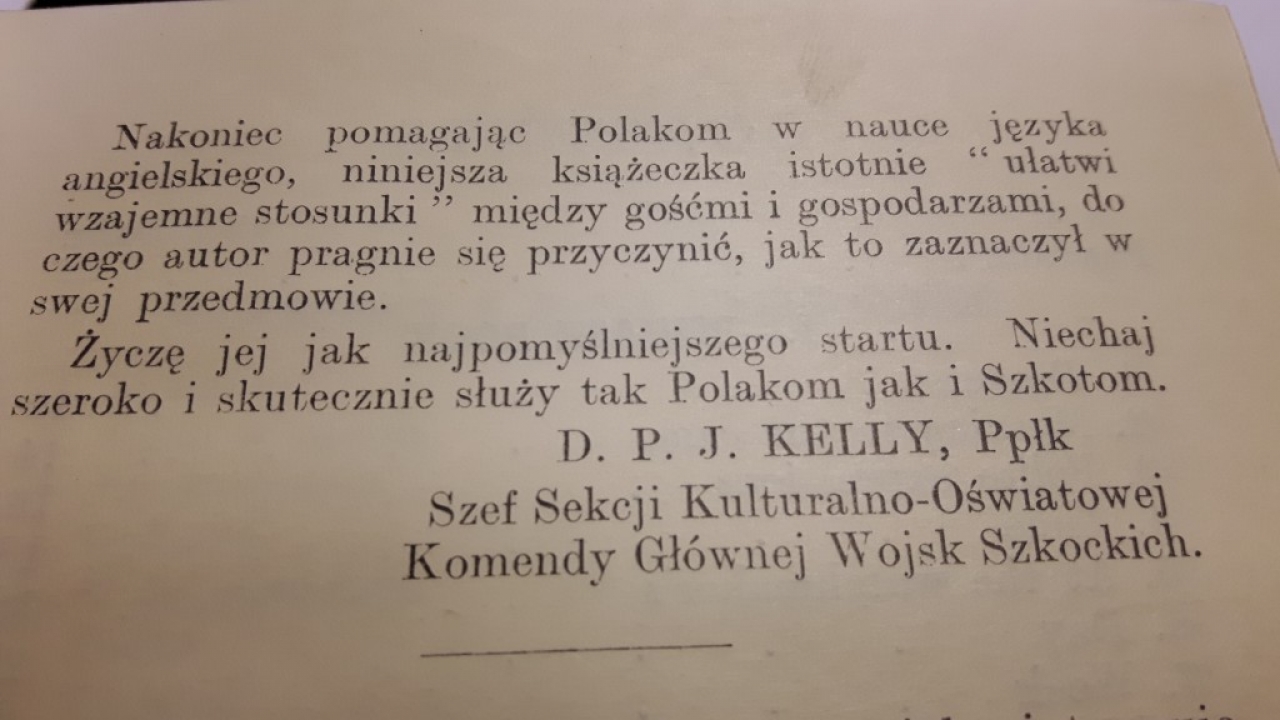 Nakoniec pomagając Polakom w nauce języka
angielskiego, niniejsza książeczka istotnie “ ułatwi
wzajemne stosunki ” między gośćmi i gospodarzami, do
czego autor pragnie się przyczynić, jak to zaznaczył w
swej przedmowie.
Życzę jej jak najpomyślniejszego startu. Niechaj
szeroko i skutecznie służy tak Polakom jak i Szkotom.
D. P. J. KELLY, Ppłk
Szef Sekcji Kulturalno-Oświatowej
Komendy Głównej Wojsk Szkockich.